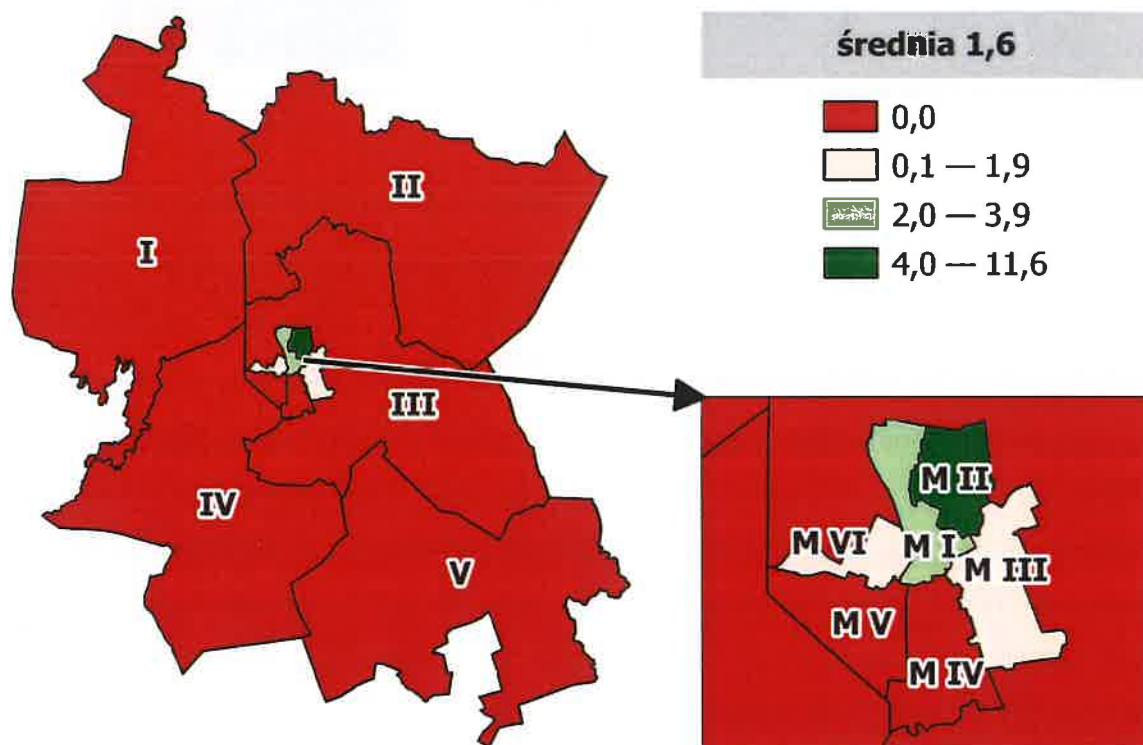 średnia 1,6
0,0
0,1 — 1,9
2,0 — 3,9
4,0 — 11,6
I
II
III
IV
V
M II
M VI
M I
M III
M V
M IV